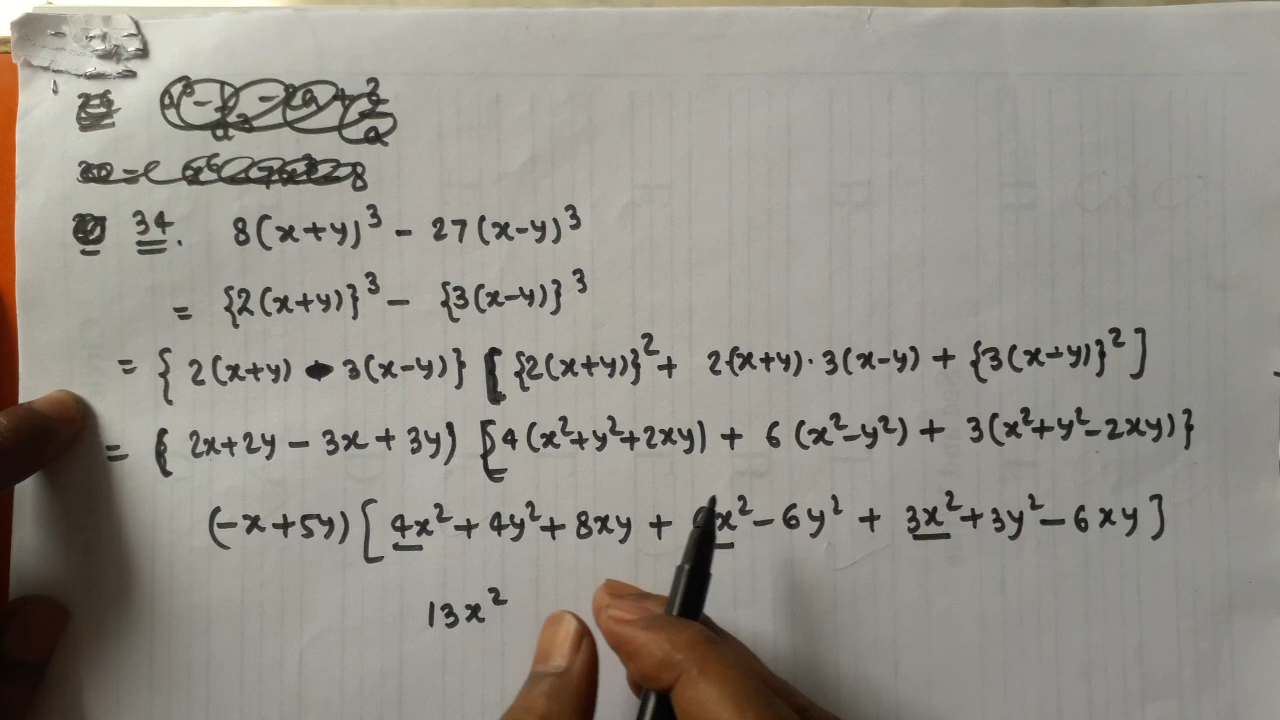 34. 8(x+y)³ - 27(x-y)³
= {2(x+y)}³ - {3(x-y)}³
= { 2(x+y) - 3(x-y)} [ {2(x+y)}² + 2(x+y) · 3(x-y) + {3(x-y)}² ]
= { 2x+2y - 3x + 3y) [4(x²+y²+2xy) + 6(x²-y²) + 3(x²+y²-2xy)}
(-x+5y) [4x² + 4y² + 8xy + x² - 6y² + 3x² + 3y² - 6xy]
13x²